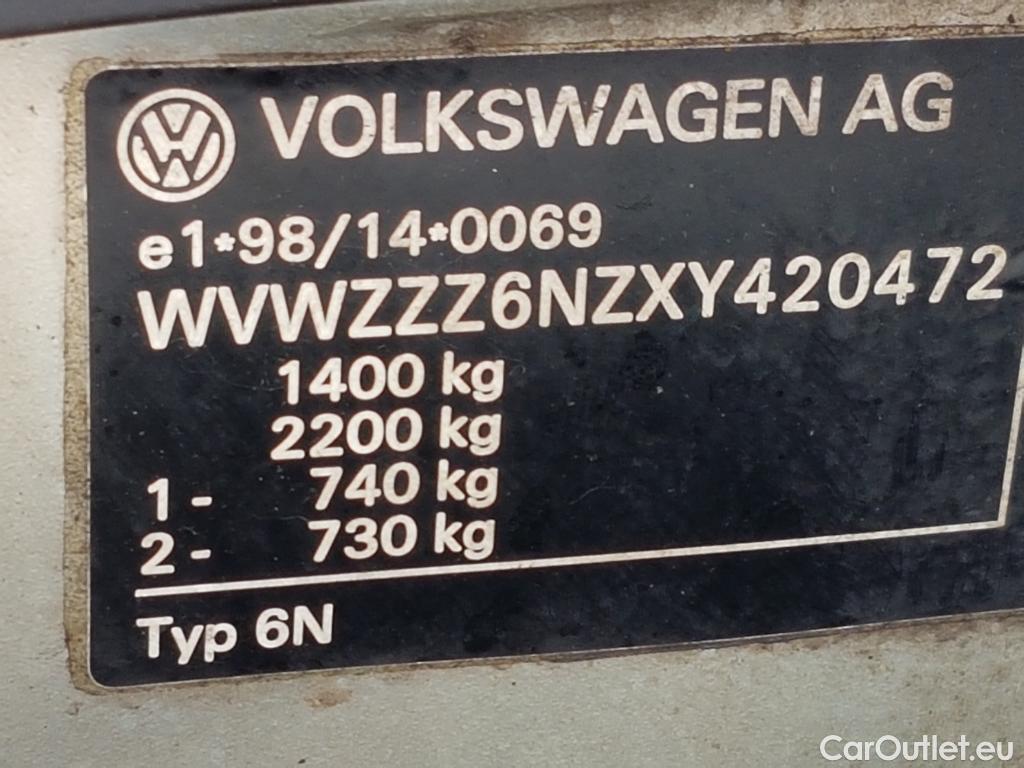 VOLKSWAGEN AG
e1*98/14*0069
WVWZZZ6NZXY420472
1400 kg
2200 kg
1- 740 kg
2- 730 kg
Typ 6N
CarOutlet.eu